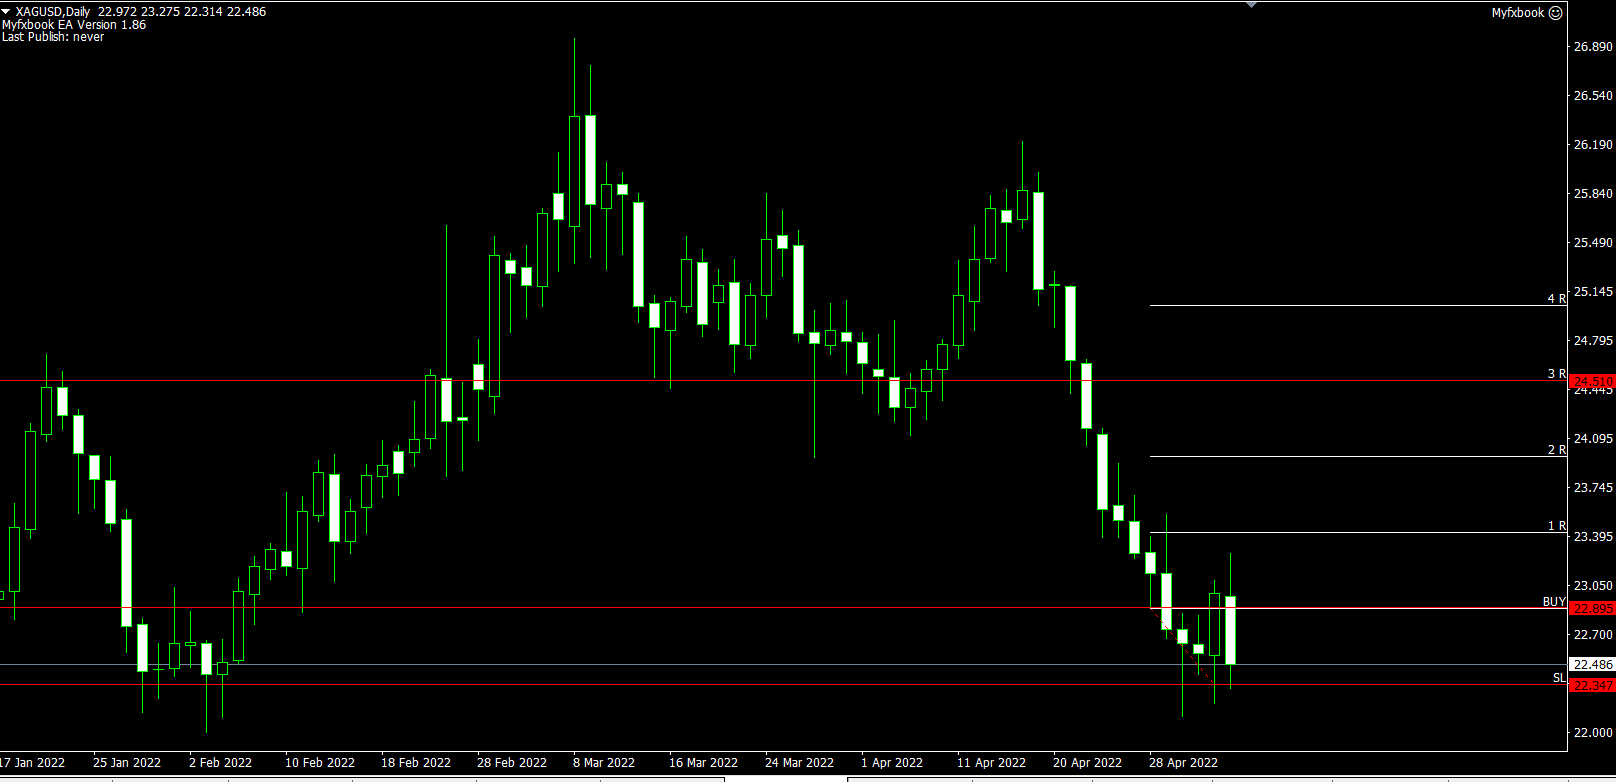 XAGUSD,Daily 22.972 23.275 22.314 22.486
Myfxbook EA Version 1.86
Last Publish: never
Myfxbook
26.890
26.540
26.190
25.840
25.490
25.145
4 R
24.795
3 R
24.510
24.445
24.095
2 R
23.745
1 R
23.395
23.050
BUY
22.895
22.700
22.486
SL
22.347
22.000
17 Jan 2022 25 Jan 2022 2 Feb 2022 10 Feb 2022 18 Feb 2022 28 Feb 2022 8 Mar 2022 16 Mar 2022 24 Mar 2022 1 Apr 2022 11 Apr 2022 20 Apr 2022 28 Apr 2022